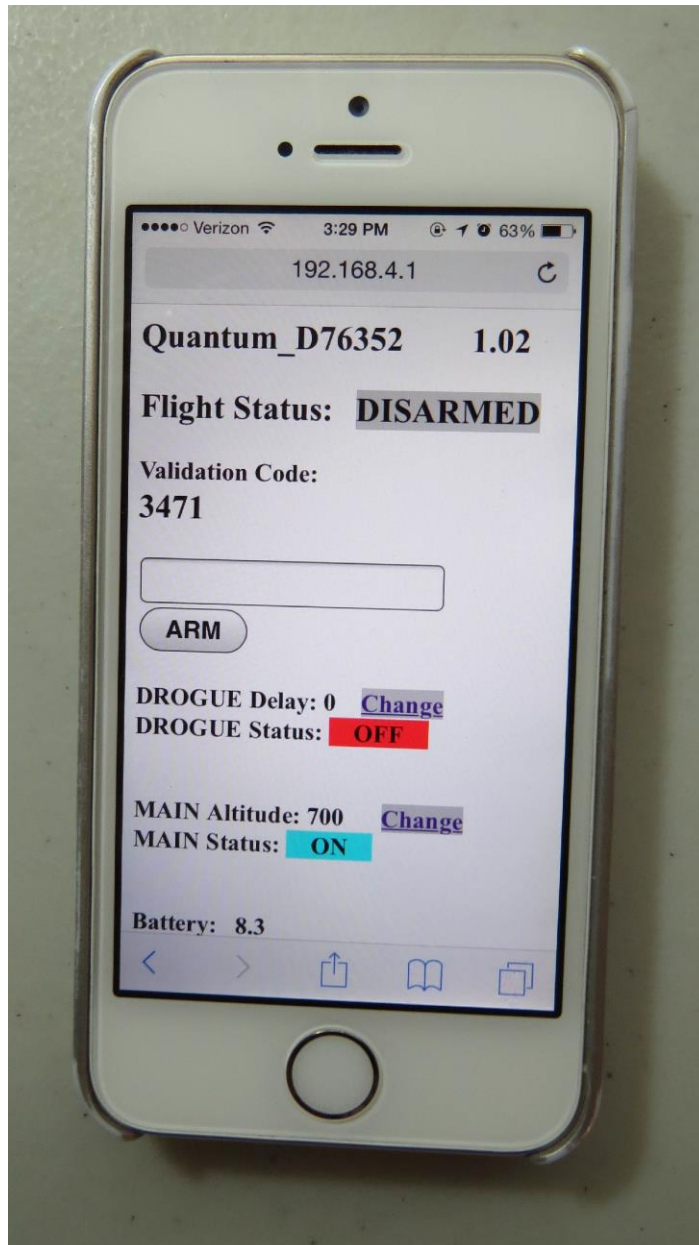 Verizon 3:29 PM 63%
192.168.4.1
Quantum_D76352 1.02
Flight Status: DISARMED
Validation Code:
3471
ARM
DROGUE Delay: 0 Change
DROGUE Status: OFF
MAIN Altitude: 700 Change
MAIN Status: ON
Battery: 8.3